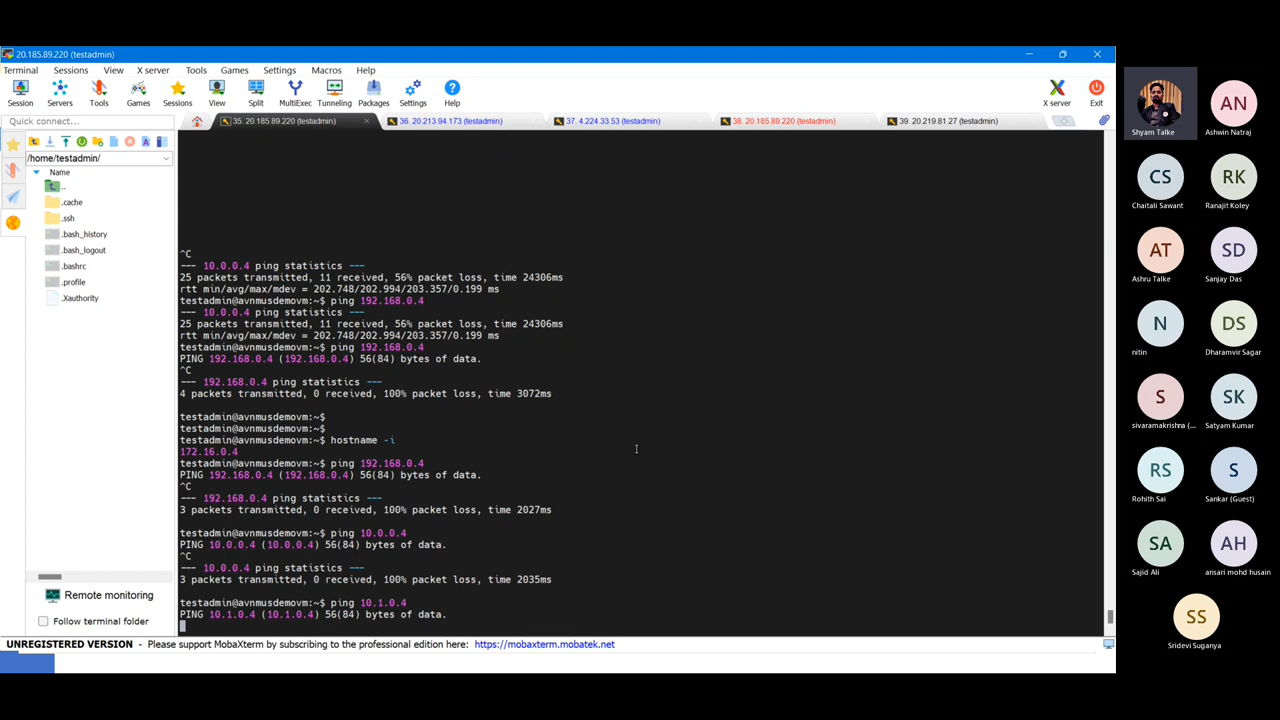 20.185.89.220 (testadmin)
Terminal Sessions View X server Tools Games Settings Macros Help
Session Servers Tools Games Sessions View Split MultiExec Tunneling Packages Settings Help X server Exit
Quick connect...
35. 20.185.89.220 (testadmin)
36. 20.213.94.173 (testadmin)
37. 4.224.33.53 (testadmin)
38. 20.185.89.220 (testadmin)
39. 20.219.81.27 (testadmin)
/home/testadmin/
Name
..
.cache
.ssh
.bash_history
.bash_logout
.bashrc
.profile
.Xauthority
Remote monitoring
Follow terminal folder
^C
--- 10.0.0.4 ping statistics ---
25 packets transmitted, 11 received, 56% packet loss, time 24306ms
rtt min/avg/max/mdev = 202.748/202.994/203.357/0.199 ms
testadmin@avnmusdemovm:~$ ping 192.168.0.4
--- 10.0.0.4 ping statistics ---
25 packets transmitted, 11 received, 56% packet loss, time 24306ms
rtt min/avg/max/mdev = 202.748/202.994/203.357/0.199 ms
testadmin@avnmusdemovm:~$ ping 192.168.0.4
PING 192.168.0.4 (192.168.0.4) 56(84) bytes of data.
^C
--- 192.168.0.4 ping statistics ---
4 packets transmitted, 0 received, 100% packet loss, time 3072ms
testadmin@avnmusdemovm:~$
testadmin@avnmusdemovm:~$
testadmin@avnmusdemovm:~$ hostname -i
172.16.0.4
testadmin@avnmusdemovm:~$ ping 192.168.0.4
PING 192.168.0.4 (192.168.0.4) 56(84) bytes of data.
^C
--- 192.168.0.4 ping statistics ---
3 packets transmitted, 0 received, 100% packet loss, time 2027ms
testadmin@avnmusdemovm:~$ ping 10.0.0.4
PING 10.0.0.4 (10.0.0.4) 56(84) bytes of data.
^C
--- 10.0.0.4 ping statistics ---
3 packets transmitted, 0 received, 100% packet loss, time 2035ms
testadmin@avnmusdemovm:~$ ping 10.1.0.4
PING 10.1.0.4 (10.1.0.4) 56(84) bytes of data.
UNREGISTERED VERSION - Please support MobaXterm by subscribing to the professional edition here: https://mobaxterm.mobatek.net
Shyam Talke
AN
Ashwin Natraj
CS
Chaitali Sawant
RK
Ranajit Koley
AT
Ashru Talke
SD
Sanjay Das
N
nitin
DS
Dharamvir Sagar
S
sivaramakrishna (...
SK
Satyam Kumar
RS
Rohith Sai
S
Sankar (Guest)
SA
Sajid Ali
AH
ansari mohd husain
SS
Sridevi Suganya